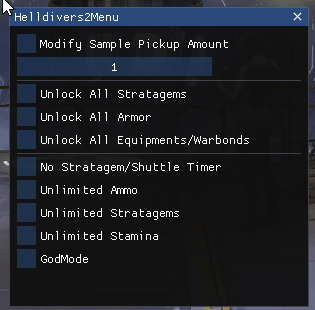 Helldivers2Menu
Modify Sample Pickup Amount
1
Unlock All Stratagems
Unlock All Armor
Unlock All Equipments/Warbonds
No Stratagem/Shuttle Timer
Unlimited Ammo
Unlimited Stratagems
Unlimited Stamina
GodMode